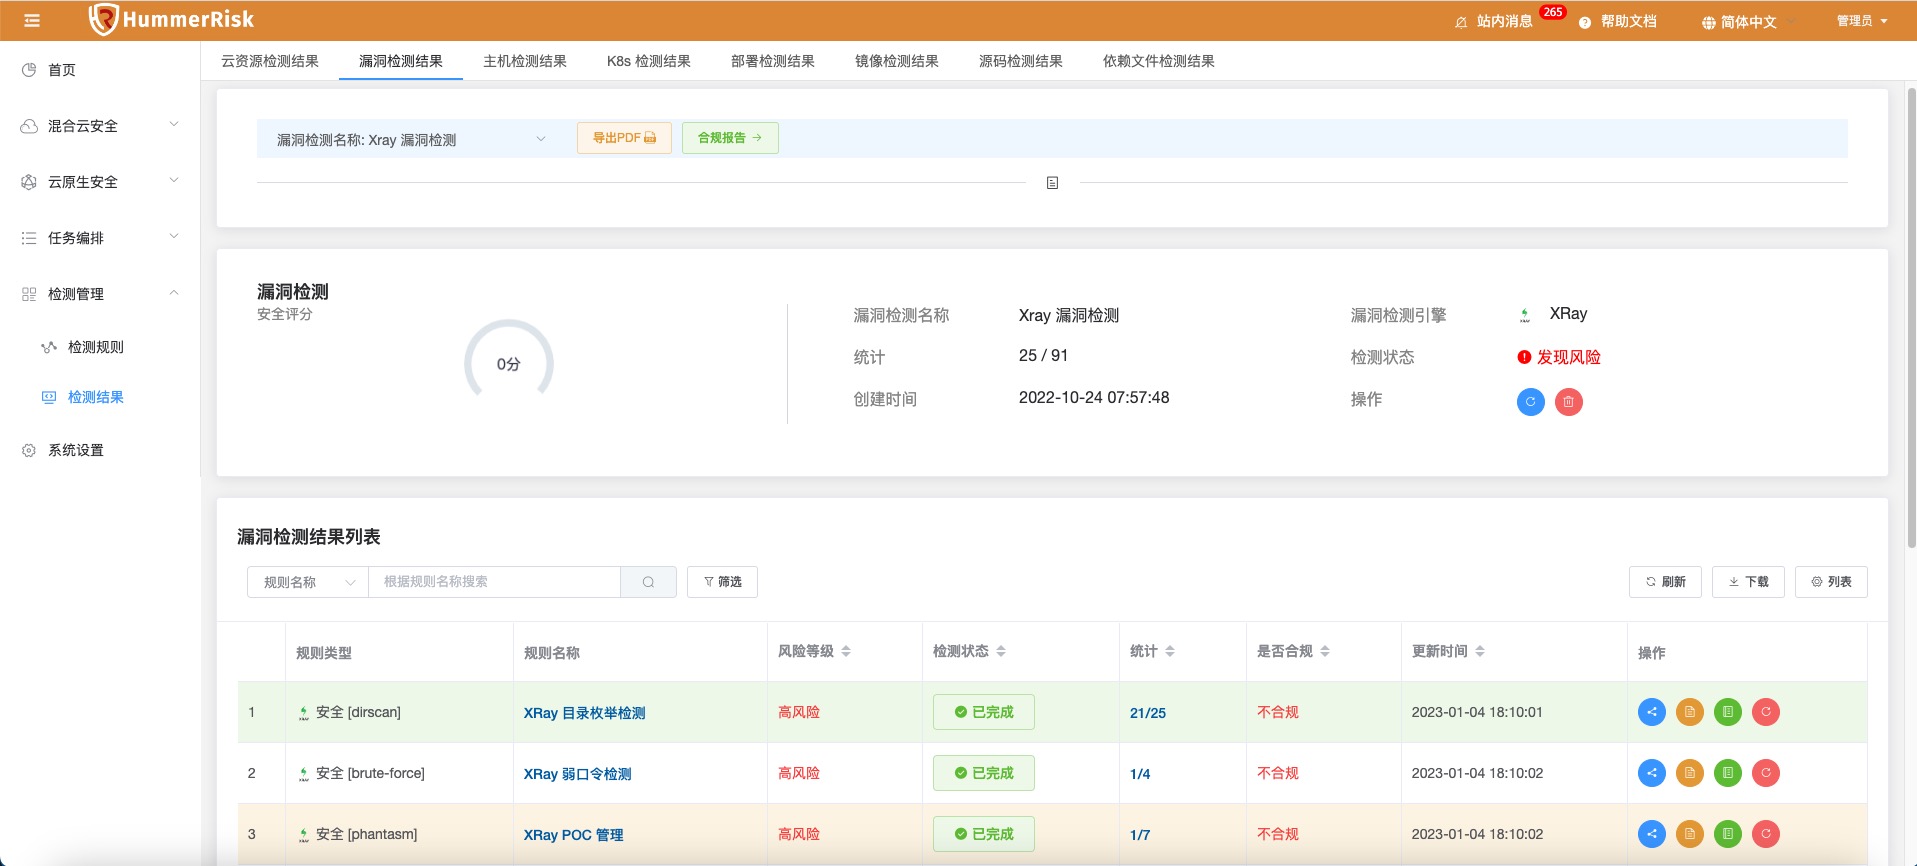 HummerRisk
站内消息 265 帮助文档 简体中文 管理员
首页
混合云安全
云原生安全
任务编排
检测管理
检测规则
检测结果
系统设置
云资源检测结果 漏洞检测结果 主机检测结果 K8s 检测结果 部署检测结果 镜像检测结果 源码检测结果 依赖文件检测结果
漏洞检测名称: Xray 漏洞检测 导出PDF 合规报告
漏洞检测
安全评分
0分
漏洞检测名称 Xray 漏洞检测 漏洞检测引擎 XRay
统计 25 / 91 检测状态 发现风险
创建时间 2022-10-24 07:57:48 操作
漏洞检测结果列表
规则名称 根据规则名称搜索 筛选 刷新 下载 列表
规则类型 规则名称 风险等级 检测状态 统计 是否合规 更新时间 操作
1 安全 [dirscan] XRay 目录枚举检测 高风险 已完成 21/25 不合规 2023-01-04 18:10:01
2 安全 [brute-force] XRay 弱口令检测 高风险 已完成 1/4 不合规 2023-01-04 18:10:02
3 安全 [phantasm] XRay POC 管理 高风险 已完成 1/7 不合规 2023-01-04 18:10:02